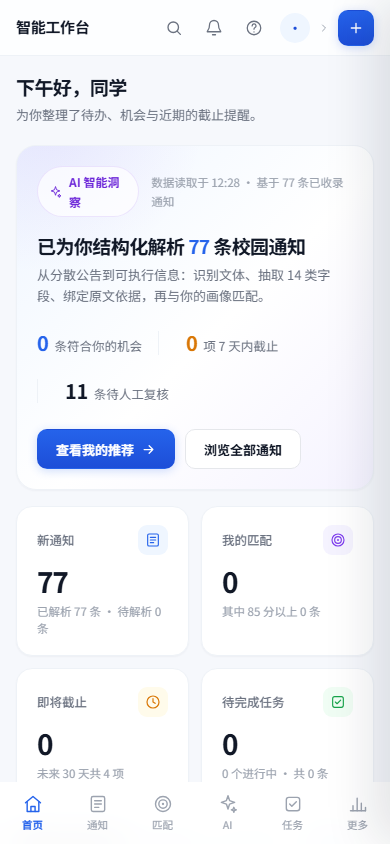 智能工作台
下午好，同学
为你整理了待办、机会与近期的截止提醒。
AI 智能洞
察
数据读取于 12:28 · 基于 77 条已收录
通知
已为你结构化解析 77 条校园通知
从分散公告到可执行信息：识别文体、抽取 14 类字
段、绑定原文依据，再与你的画像匹配。
0 条符合你的机会
0 项 7 天内截止
11 条待人工复核
查看我的推荐 →
浏览全部通知
新通知
77
已解析 77 条 · 待解析 0
条
我的匹配
0
其中 85 分以上 0 条
即将截止
0
未来 30 天共 4 项
待完成任务
0
0 个进行中 · 共 0 条
首页
通知
匹配
AI
任务
更多